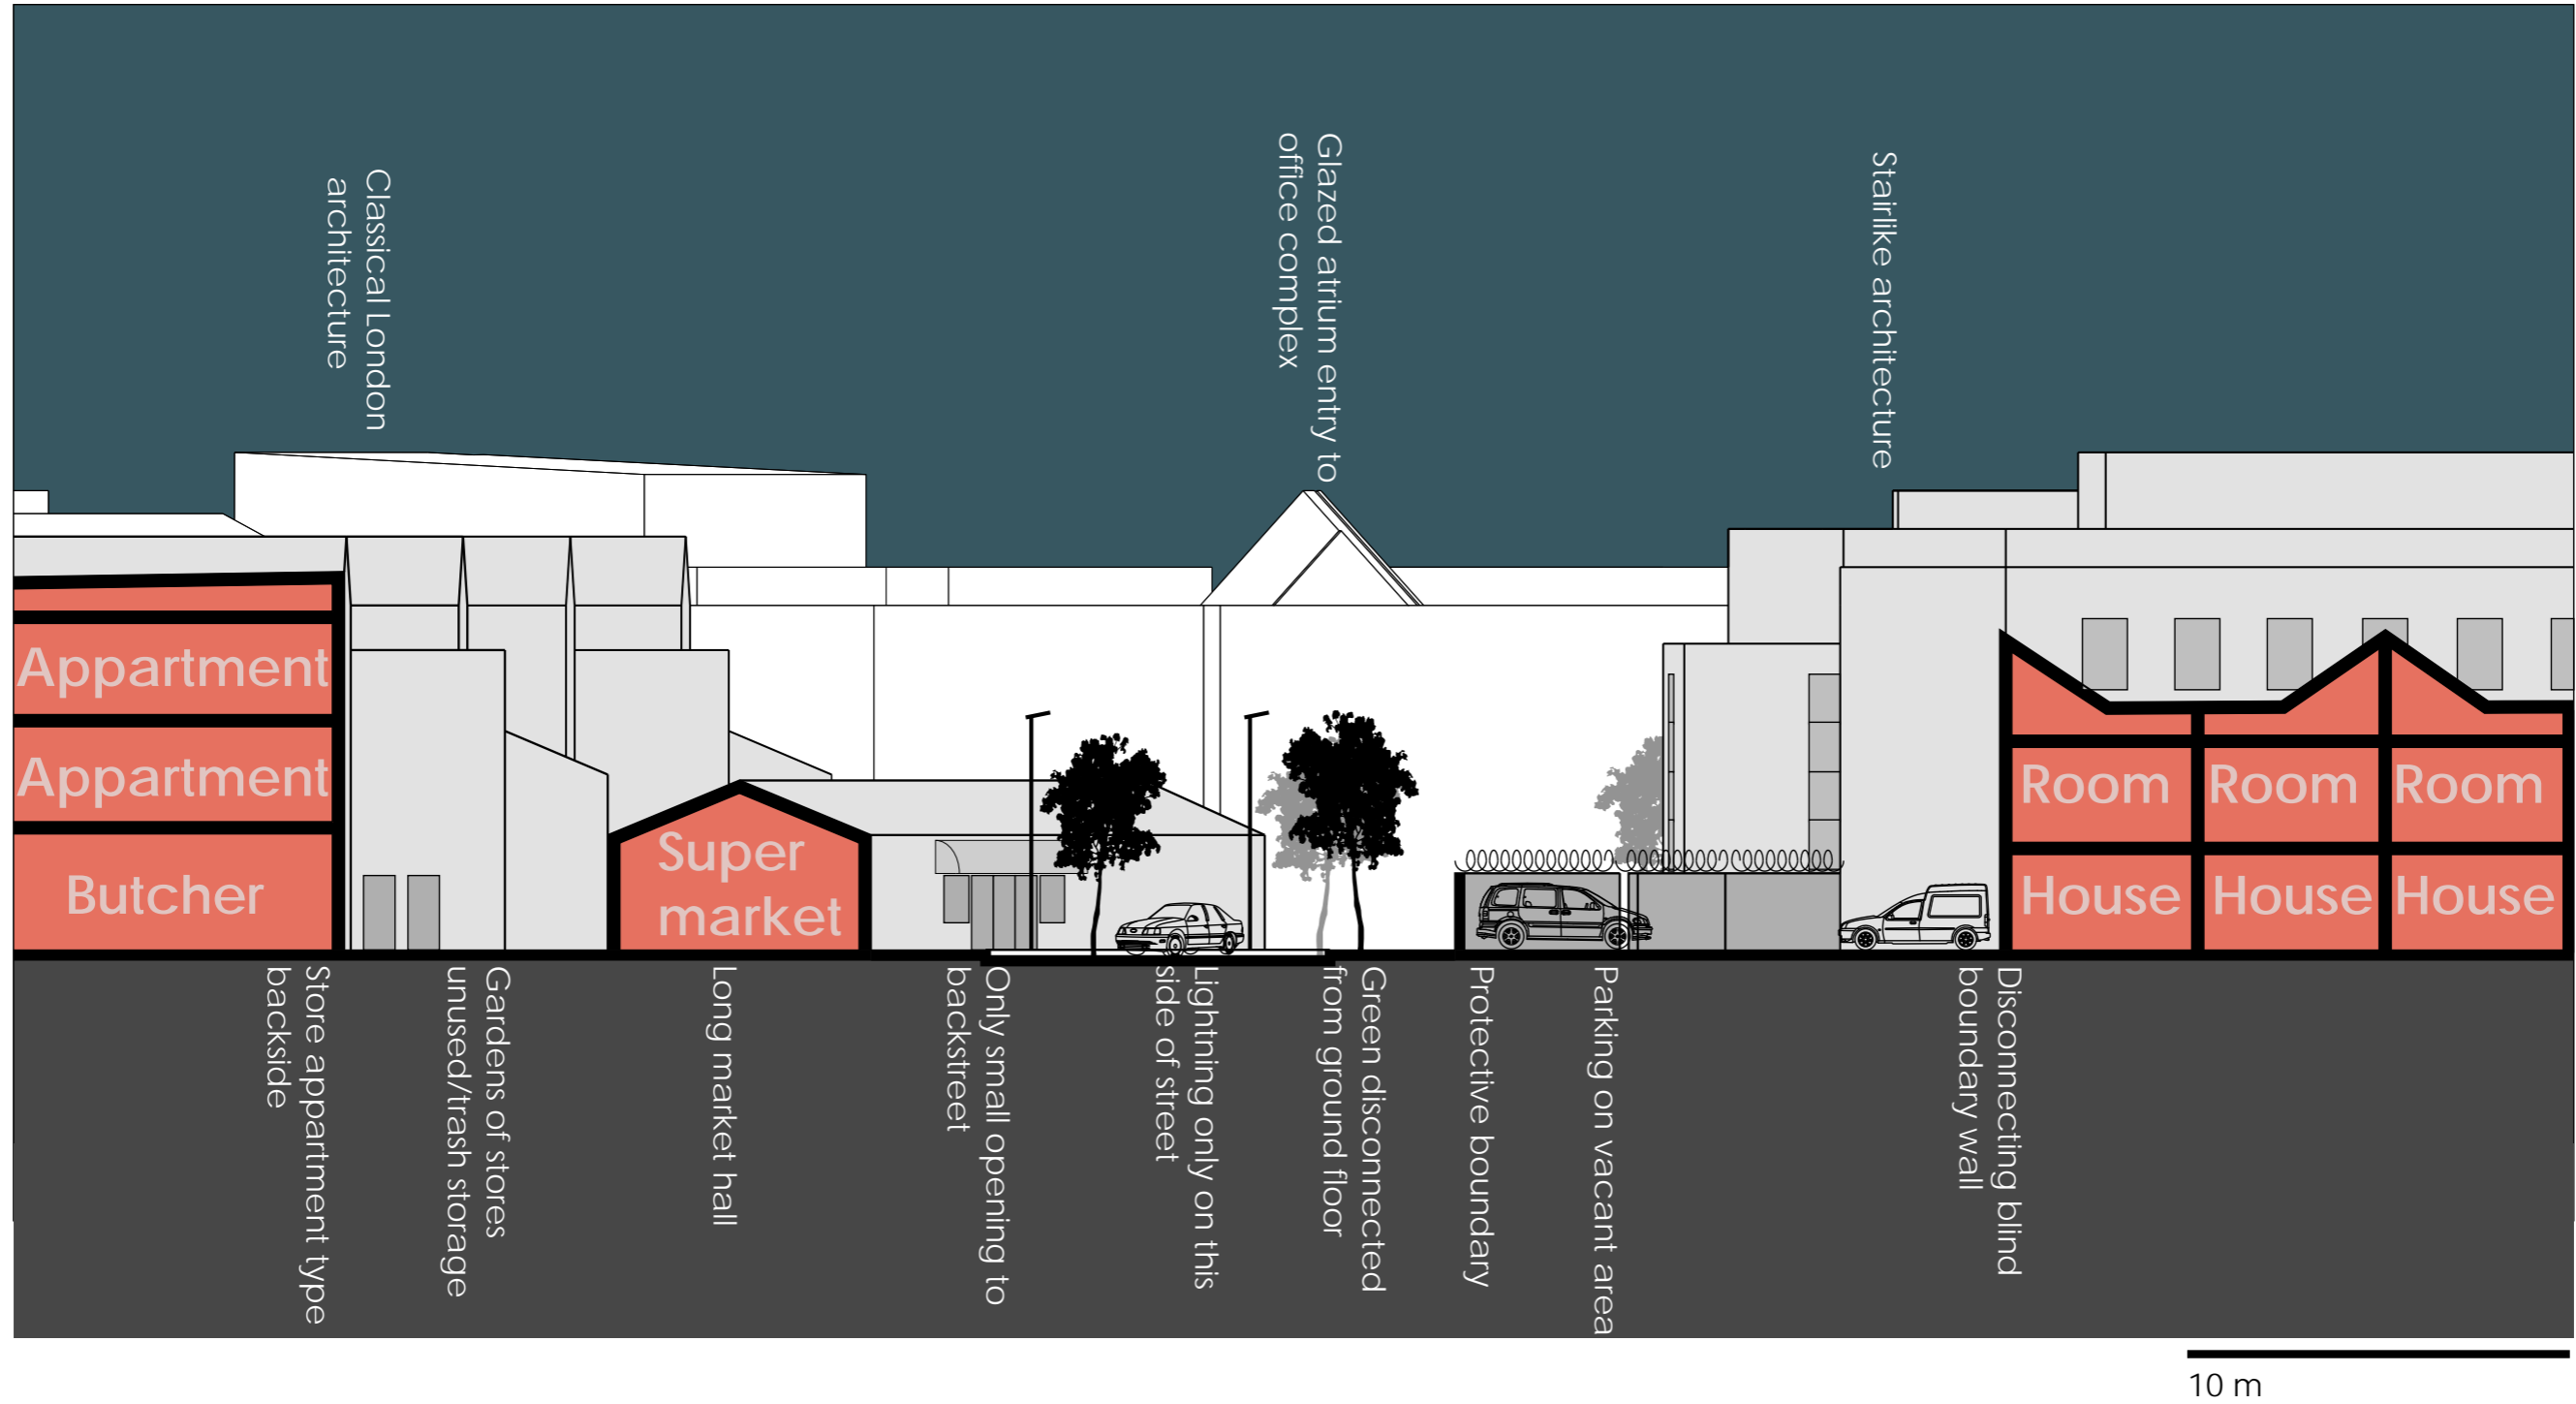 Classical London
architecture
Glazed atrium entry to
office complex
Stairlike architecture
Appartment
Appartment
Butcher
Super
market
Room
Room
Room
House
House
House
Store appartment type
backside
Gardens of stores
unused/trash storage
Long market hall
Only small opening to
backstreet
Lightning only on this
side of street
Green disconnected
from ground floor
Protective boundary
Parking on vacant area
Disconnecting blind
boundary wall
10 m